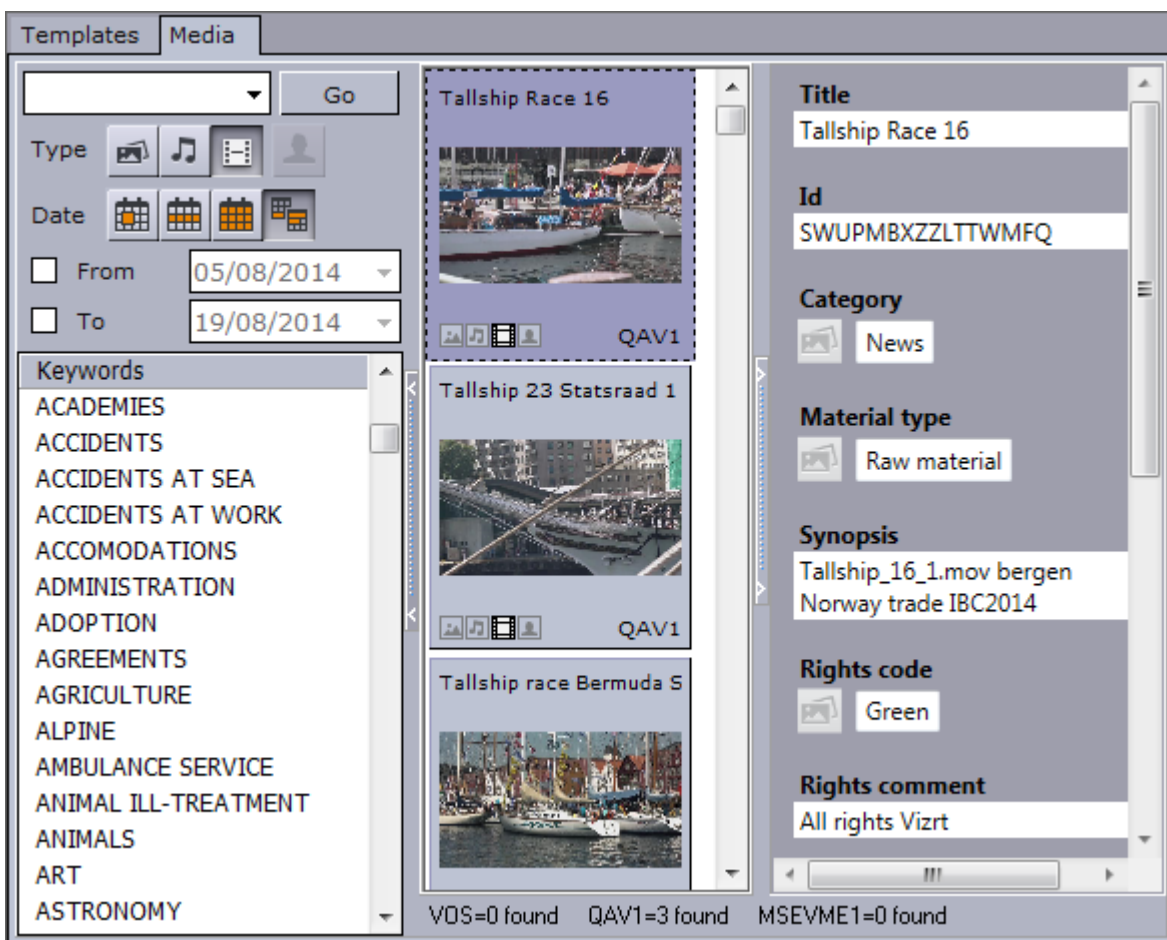 Templates
Media
Go
Type
Date
From
05/08/2014
To
19/08/2014
Keywords
ACADEMIES
ACCIDENTS
ACCIDENTS AT SEA
ACCIDENTS AT WORK
ACCOMODATIONS
ADMINISTRATION
ADOPTION
AGREEMENTS
AGRICULTURE
ALPINE
AMBULANCE SERVICE
ANIMAL ILL-TREATMENT
ANIMALS
ART
ASTRONOMY
Tallship Race 16
QAV1
Tallship 23 Statsraad 1
QAV1
Tallship race Bermuda S
VOS=0 found QAV1=3 found MSEVME1=0 found
Title
Tallship Race 16
Id
SWUPMBXZZLTTWMFQ
Category
News
Material type
Raw material
Synopsis
Tallship_16_1.mov bergen
Norway trade IBC2014
Rights code
Green
Rights comment
All rights Vizrt